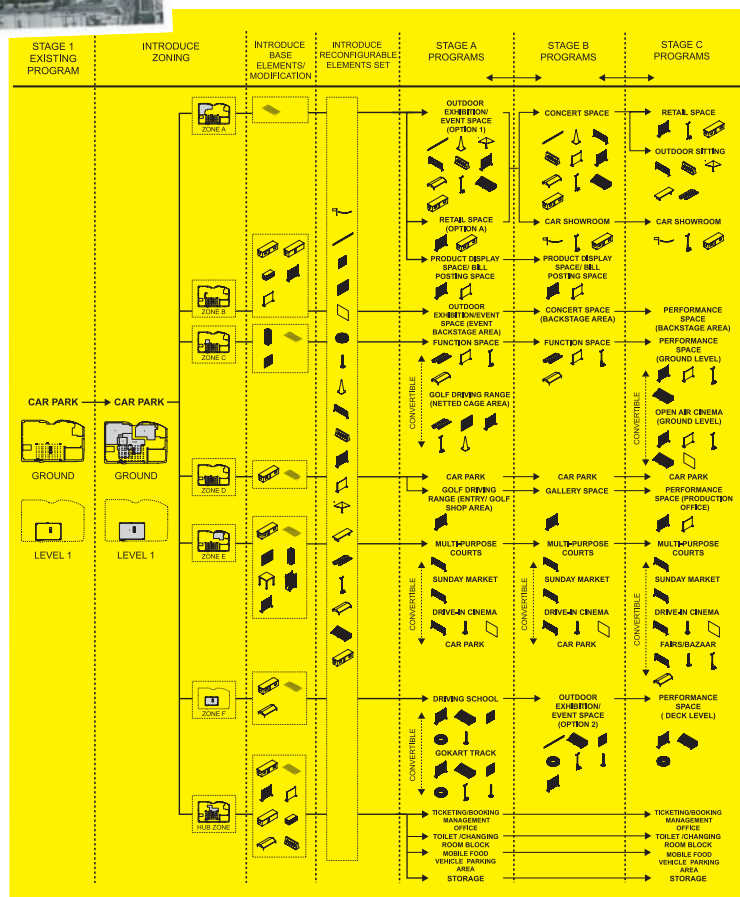 STAGE 1
EXISTING
PROGRAM
INTRODUCE
ZONING
INTRODUCE
BASE
ELEMENTS/
MODIFICATION
INTRODUCE
RECONFIGURABLE
ELEMENTS SET
STAGE A
PROGRAMS
STAGE B
PROGRAMS
STAGE C
PROGRAMS
CAR PARK
GROUND
LEVEL 1
CAR PARK
GROUND
LEVEL 1
ZONE A
ZONE B
ZONE C
ZONE D
ZONE E
ZONE F
HUB ZONE
OUTDOOR
EXHIBITION/
EVENT SPACE
(OPTION 1)
RETAIL SPACE
(OPTION A)
PRODUCT DISPLAY
SPACE/ BILL
POSTING SPACE
OUTDOOR
EXHIBITION/EVENT
SPACE (EVENT
BACKSTAGE AREA)
FUNCTION SPACE
CONVERTIBLE
GOLF DRIVING RANGE
(NETTED CAGE AREA)
CAR PARK
GOLF DRIVING
RANGE (ENTRY/ GOLF
SHOP AREA)
MULTI-PURPOSE
COURTS
CONVERTIBLE
SUNDAY MARKET
DRIVE-IN CINEMA
CAR PARK
DRIVING SCHOOL
CONVERTIBLE
GOKART TRACK
TICKETING/BOOKING
MANAGEMENT
OFFICE
TOILET /CHANGING
ROOM BLOCK
MOBILE FOOD
VEHICLE PARKING
AREA
STORAGE
CONCERT SPACE
CAR SHOWROOM
PRODUCT DISPLAY
SPACE/ BILL
POSTING SPACE
CONCERT SPACE
(BACKSTAGE AREA)
FUNCTION SPACE
CAR PARK
GALLERY SPACE
MULTI-PURPOSE
COURTS
CONVERTIBLE
SUNDAY MARKET
DRIVE-IN CINEMA
CAR PARK
OUTDOOR
EXHIBITION/
EVENT SPACE
(OPTION 2)
RETAIL SPACE
OUTDOOR SITTING
CAR SHOWROOM
PERFORMANCE
SPACE
(BACKSTAGE AREA)
PERFORMANCE
SPACE
(GROUND LEVEL)
CONVERTIBLE
OPEN AIR CINEMA
(GROUND LEVEL)
CAR PARK
PERFORMANCE
SPACE (PRODUCTION
OFFICE)
MULTI-PURPOSE
COURTS
CONVERTIBLE
SUNDAY MARKET
DRIVE-IN CINEMA
FAIRS/BAZAAR
PERFORMANCE
SPACE
( DECK LEVEL)
TICKETING/BOOKING
MANAGEMENT
OFFICE
TOILET /CHANGING
ROOM BLOCK
MOBILE FOOD
VEHICLE PARKING
AREA
STORAGE